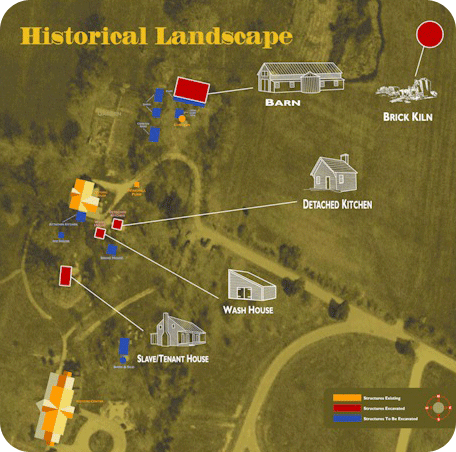 Historical Landscape
BARN
BRICK KILN
DETACHED KITCHEN
WASH HOUSE
SLAVE/TENANT HOUSE
Structures Existing
Structures Excavated
Structures To Be Excavated